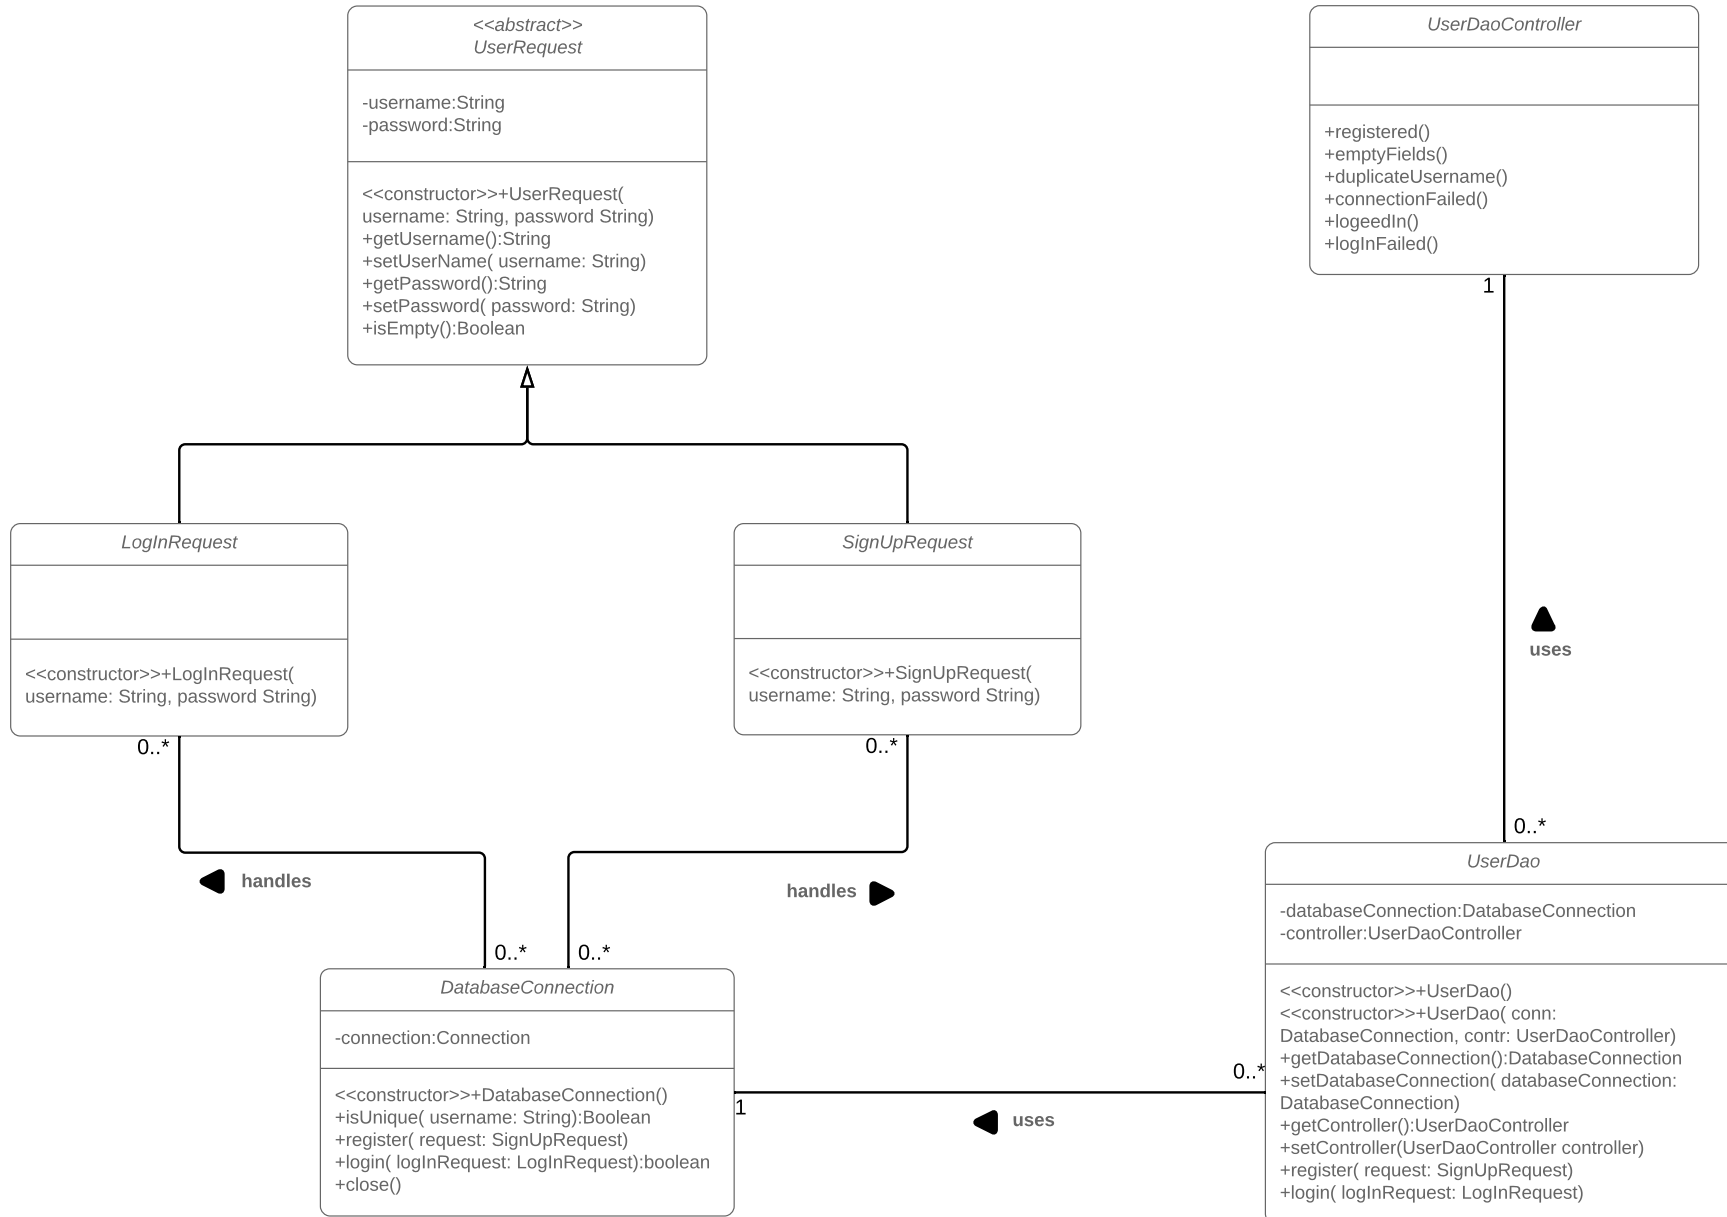 <<abstract>>
UserRequest
-username:String
-password:String
<<constructor>>+UserRequest(
username: String, password String)
+getUsername():String
+setUserName( username: String)
+getPassword():String
+setPassword( password: String)
+isEmpty():Boolean
UserDaoController
+registered()
+emptyFields()
+duplicateUsername()
+connectionFailed()
+logeedIn()
+logInFailed()
1
LogInRequest
<<constructor>>+LogInRequest(
username: String, password String)
0..*
SignUpRequest
<<constructor>>+SignUpRequest(
username: String, password String)
0..*
uses
handles
handles
0..*
0..*
0..*
DatabaseConnection
-connection:Connection
<<constructor>>+DatabaseConnection()
+isUnique( username: String):Boolean
+register( request: SignUpRequest)
+login( logInRequest: LogInRequest):boolean
+close()
1
uses
0..*
UserDao
-databaseConnection:DatabaseConnection
-controller:UserDaoController
<<constructor>>+UserDao()
<<constructor>>+UserDao( conn:
DatabaseConnection, contr: UserDaoController)
+getDatabaseConnection():DatabaseConnection
+setDatabaseConnection( databaseConnection:
DatabaseConnection)
+getController():UserDaoController
+setController(UserDaoController controller)
+register( request: SignUpRequest)
+login( logInRequest: LogInRequest)